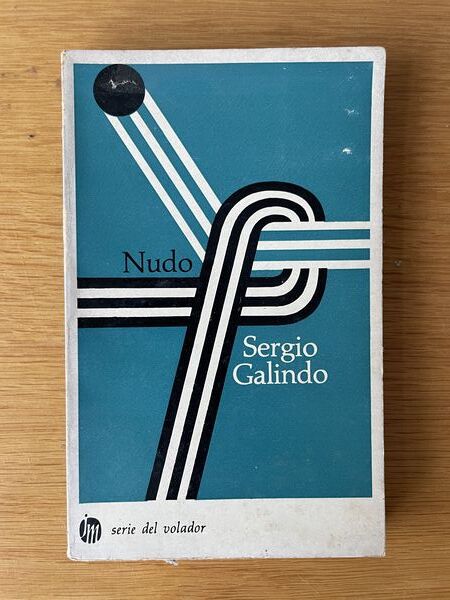 Nudo
Sergio
Galindo
jm serie del volador